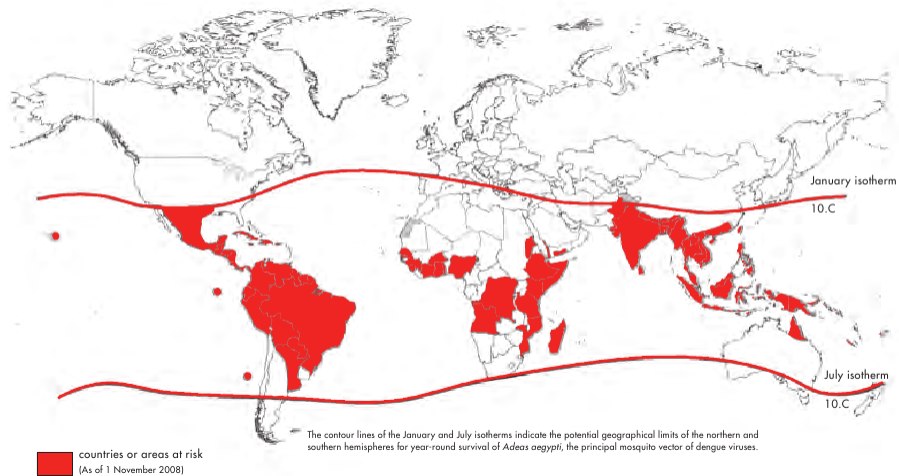 January isotherm
10.C
July isotherm
10.C
The contour lines of the January and July isotherms indicate the potential geographical limits of the northern and
southern hemispheres for year-round survival of Adeas aegypti, the principal mosquito vector of dengue viruses.
countries or areas at risk
(As of 1 November 2008)